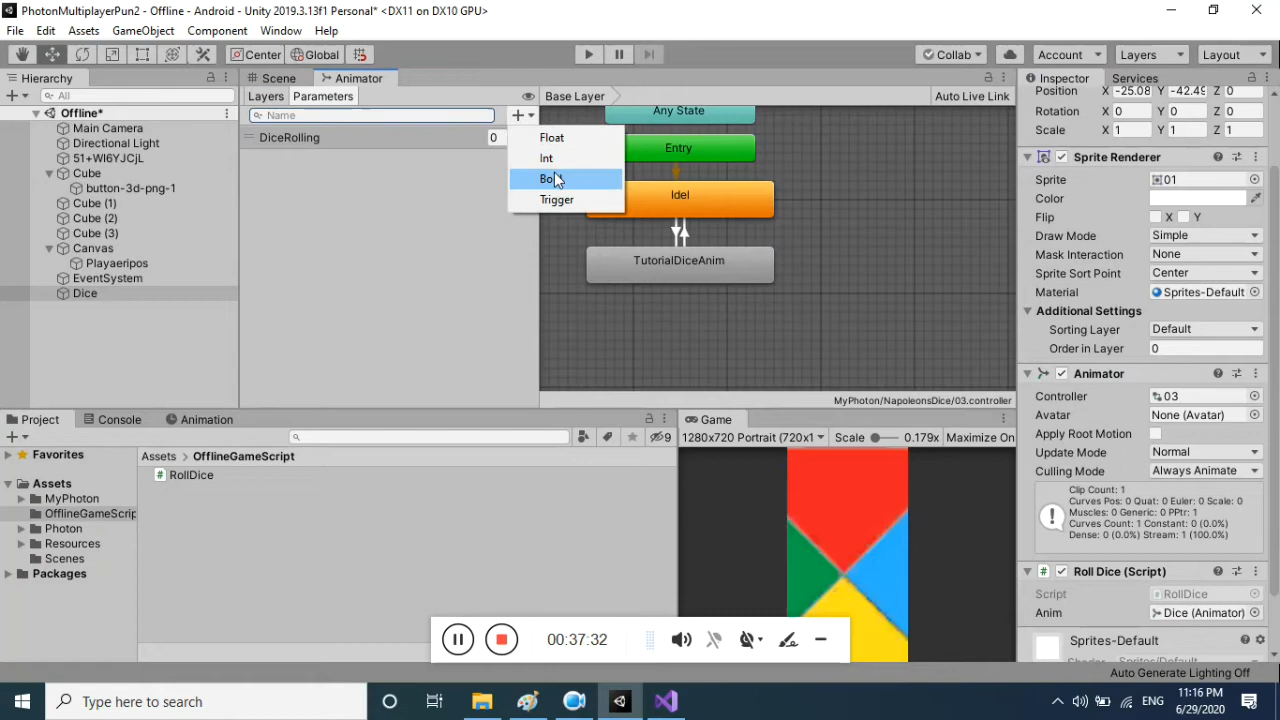 PhotonMultiplayerPun2 - Offline - Android - Unity 2019.3.13f1 Personal* <DX11 on DX10 GPU>
File Edit Assets GameObject Component Window Help
Center Global Collab Account Layers Layout
Hierarchy
All
Offline*
Main Camera
Directional Light
51+WI6YJCjL
Cube
button-3d-png-1
Cube (1)
Cube (2)
Cube (3)
Canvas
Playaeripos
EventSystem
Dice
Scene Animator
Layers Parameters
Name
DiceRolling 0
Float
Int
Trigger
Base Layer Auto Live Link
Any State
Entry
Idel
TutorialDiceAnim
MyPhoton/NapoleonsDice/03.controller
Inspector Services
Position X -25.08 Y -42.49 Z 0
Rotation X 0 Y 0 Z 0
Scale X 1 Y 1 Z 1
Sprite Renderer
Sprite 01
Color
Flip X Y
Draw Mode Simple
Mask Interaction None
Sprite Sort Point Center
Material Sprites-Default
Additional Settings
Sorting Layer Default
Order in Layer 0
Animator
Controller 03
Avatar None (Avatar)
Apply Root Motion
Update Mode Normal
Culling Mode Always Animate
Clip Count: 1
Curves Pos: 0 Quat: 0 Euler: 0 Scale: 0
Muscles: 0 Generic: 0 PPtr: 1
Curves Count: 1 Constant: 0 (0.0%)
Dense: 0 (0.0%) Stream: 1 (100.0%)
Roll Dice (Script)
Script RollDice
Anim Dice (Animator)
Sprites-Default
Shader Sprites/Default
Auto Generate Lighting Off
Project Console Animation
9
Favorites
Assets
MyPhoton
OfflineGameScrip
Photon
Resources
Scenes
Packages
Assets OfflineGameScript
RollDice
Game
1280x720 Portrait (720x1 Scale 0.179x Maximize On
00:37:32
Type here to search
ENG
11:16 PM
6/29/2020